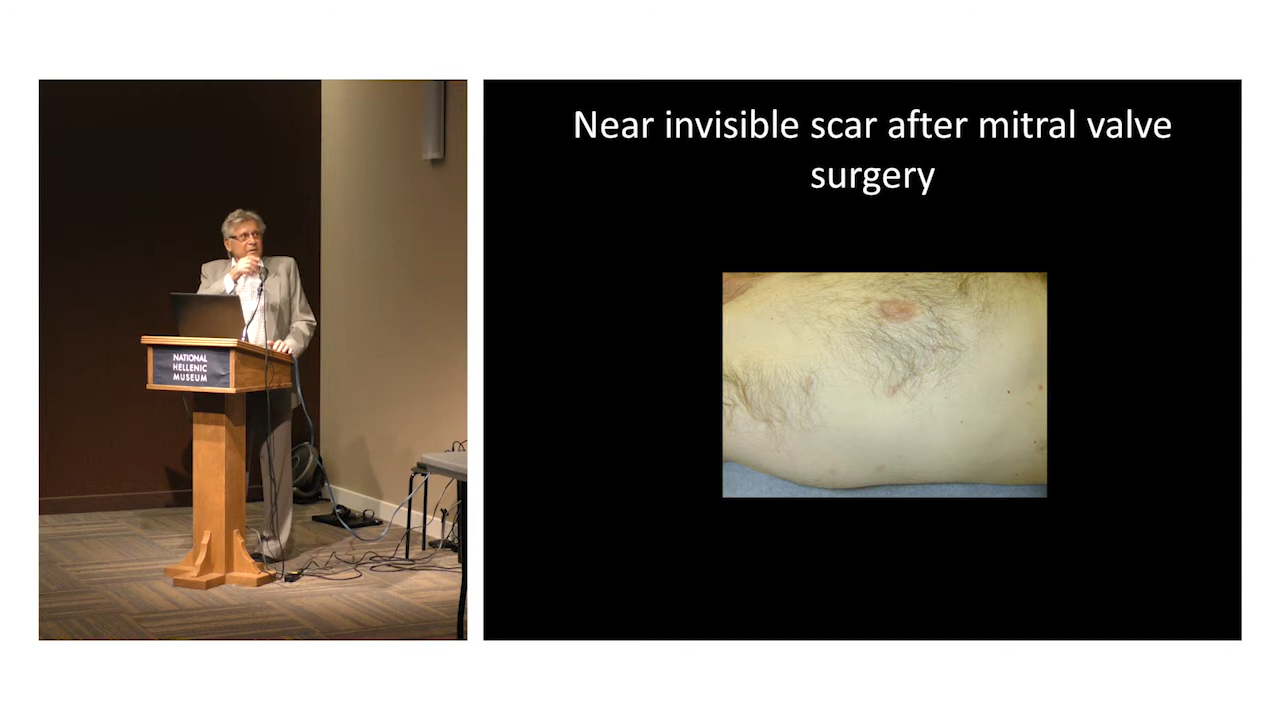 NATIONAL
HELLENIC
MUSEUM
Near invisible scar after mitral valve
surgery